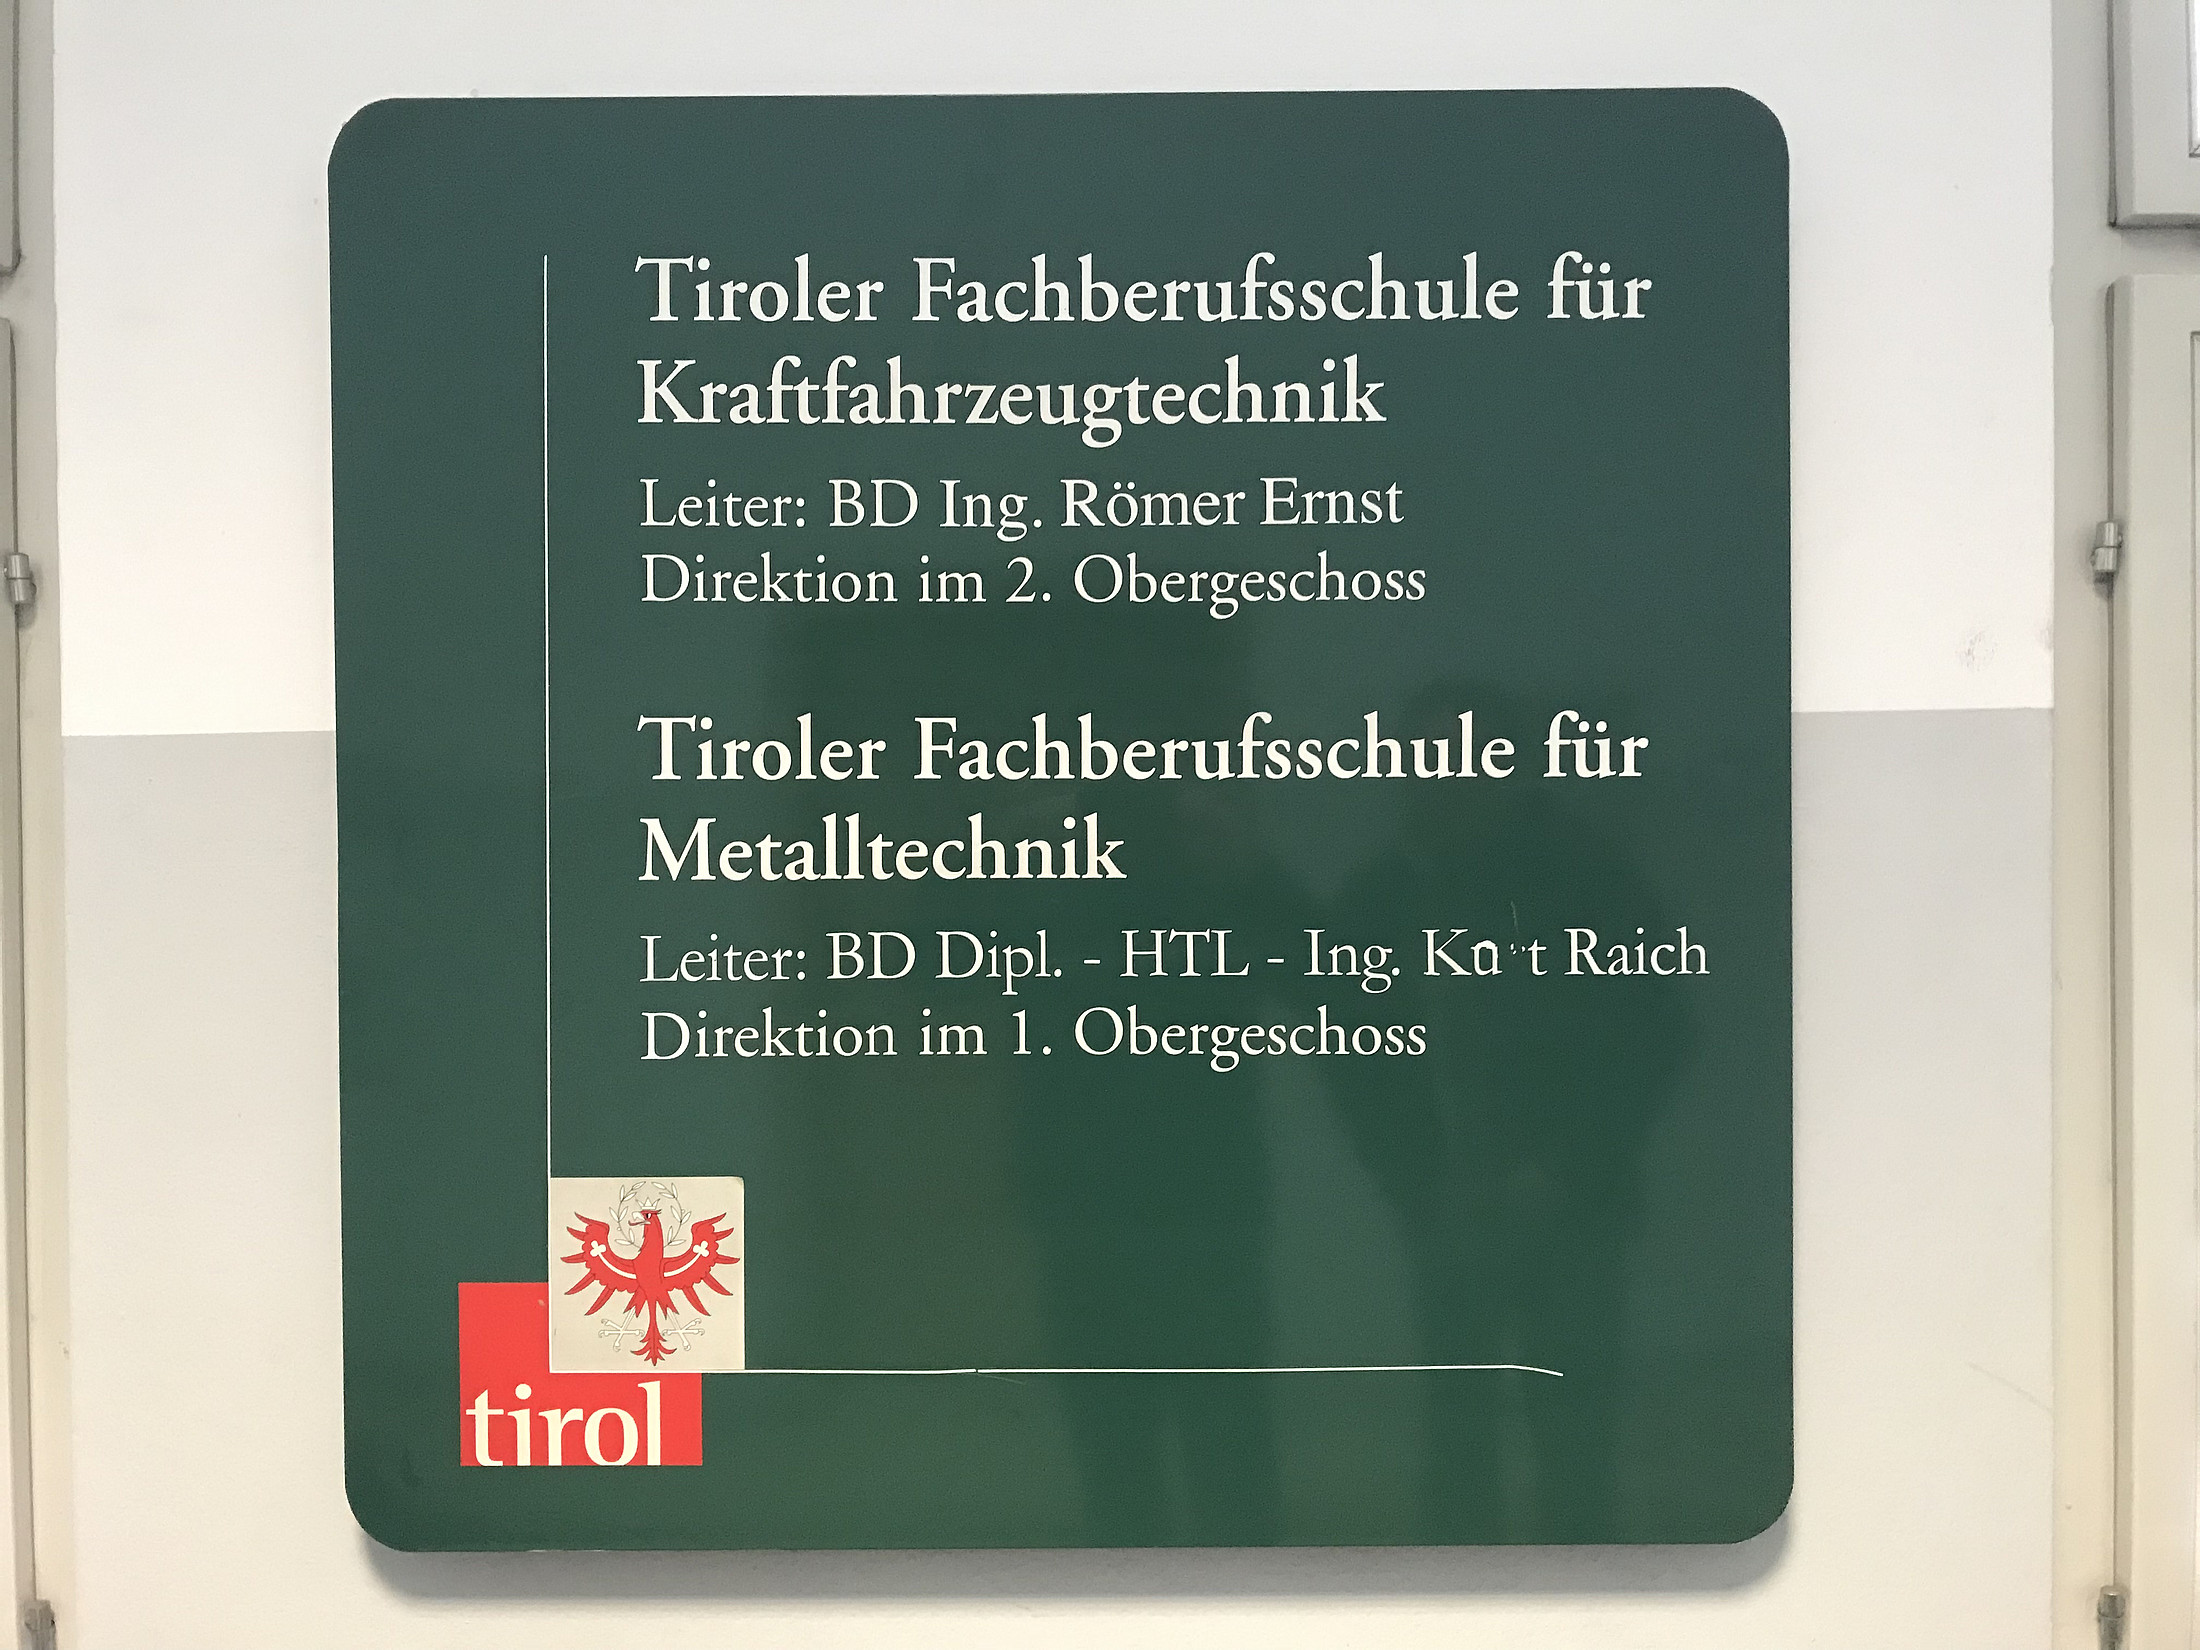 Tiroler Fachberufsschule für
Kraftfahrzeugtechnik
Leiter: BD Ing. Römer Ernst
Direktion im 2. Obergeschoss
Tiroler Fachberufsschule für
Metalltechnik
Leiter: BD Dipl. - HTL - Ing. Kurt Raich
Direktion im 1. Obergeschoss
tirol